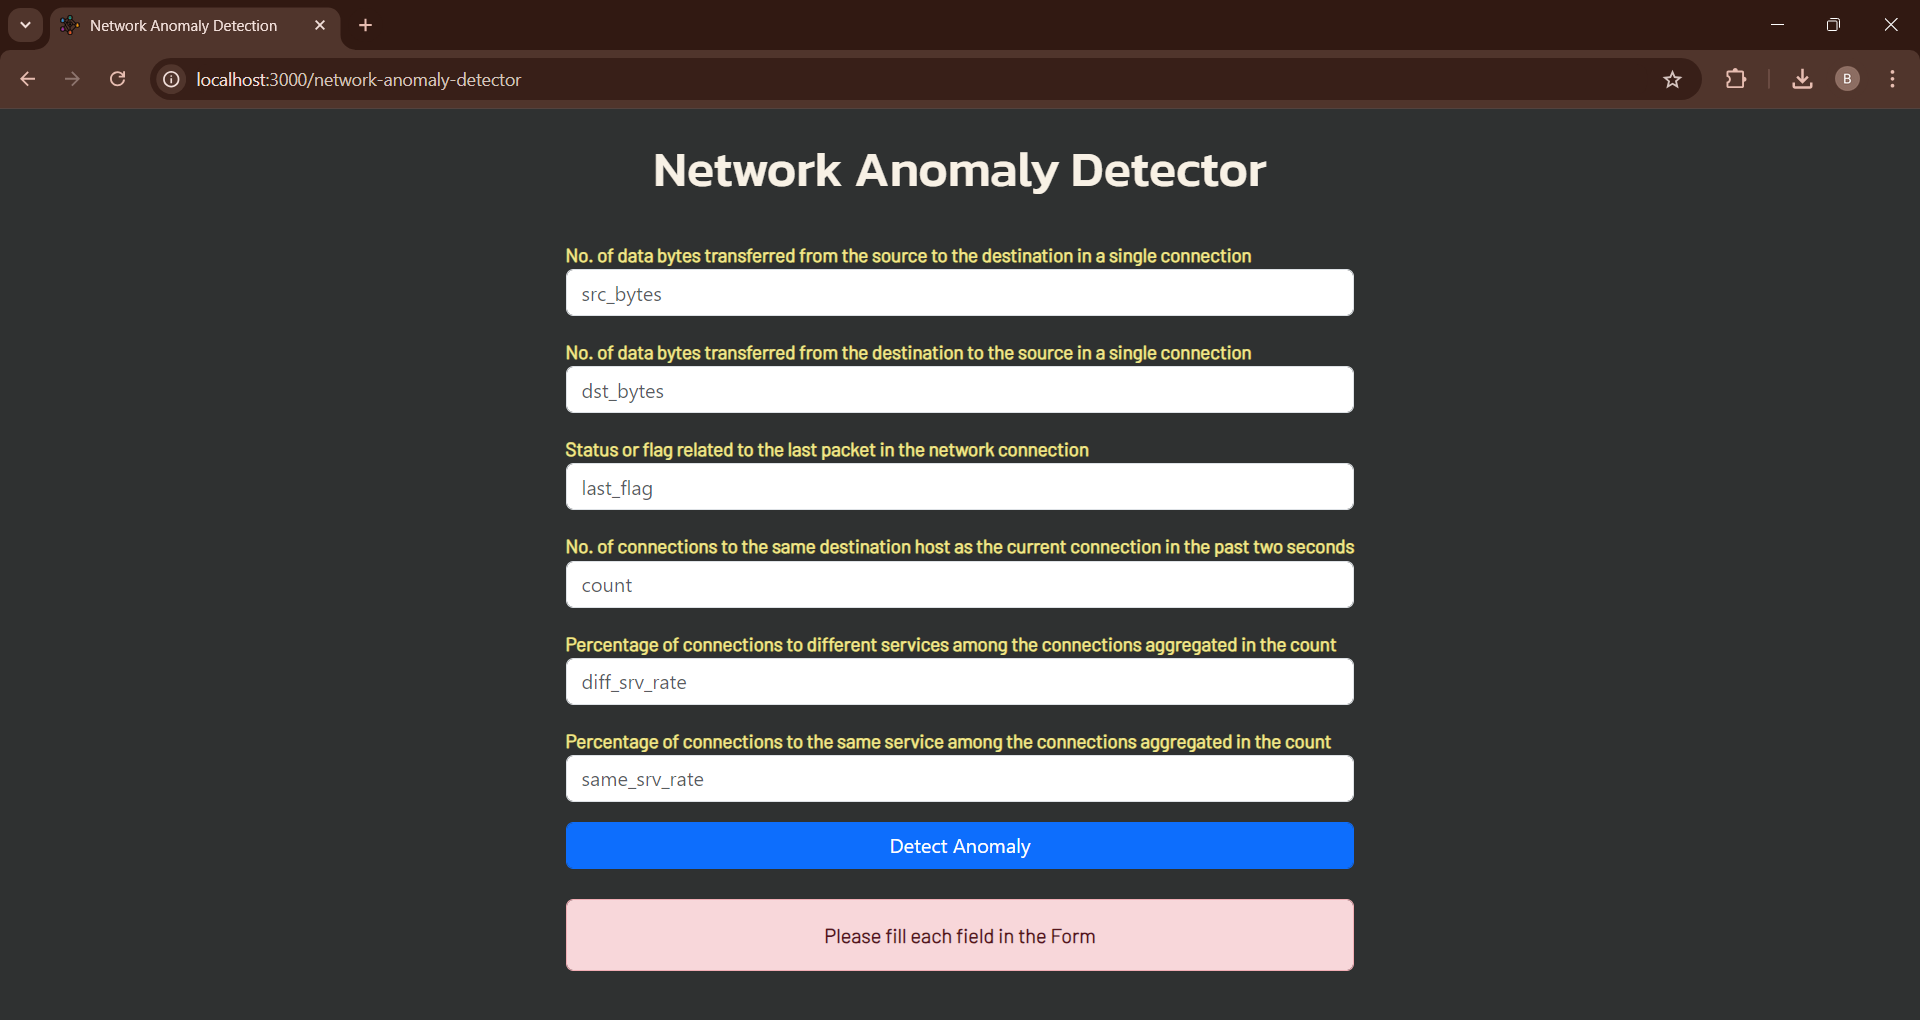 Network Anomaly Detection
localhost:3000/network-anomaly-detector
B
Network Anomaly Detector
No. of data bytes transferred from the source to the destination in a single connection
src_bytes
No. of data bytes transferred from the destination to the source in a single connection
dst_bytes
Status or flag related to the last packet in the network connection
last_flag
No. of connections to the same destination host as the current connection in the past two seconds
count
Percentage of connections to different services among the connections aggregated in the count
diff_srv_rate
Percentage of connections to the same service among the connections aggregated in the count
same_srv_rate
Detect Anomaly
Please fill each field in the Form